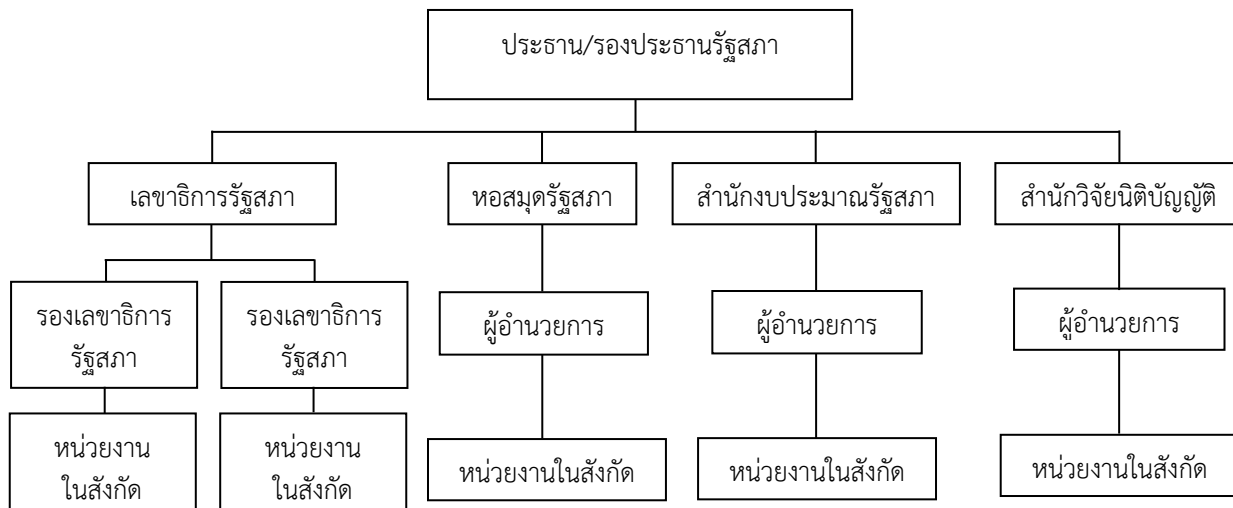 ประธาน/รองประธานรัฐสภา
เลขาธิการรัฐสภา
หอสมุดรัฐสภา
สำนักงบประมาณรัฐสภา
สำนักวิจัยนิติบัญญัติ
รองเลขาธิการ
รัฐสภา
รองเลขาธิการ
รัฐสภา
ผู้อำนวยการ
ผู้อำนวยการ
ผู้อำนวยการ
หน่วยงาน
ในสังกัด
หน่วยงาน
ในสังกัด
หน่วยงานในสังกัด
หน่วยงานในสังกัด
หน่วยงานในสังกัด